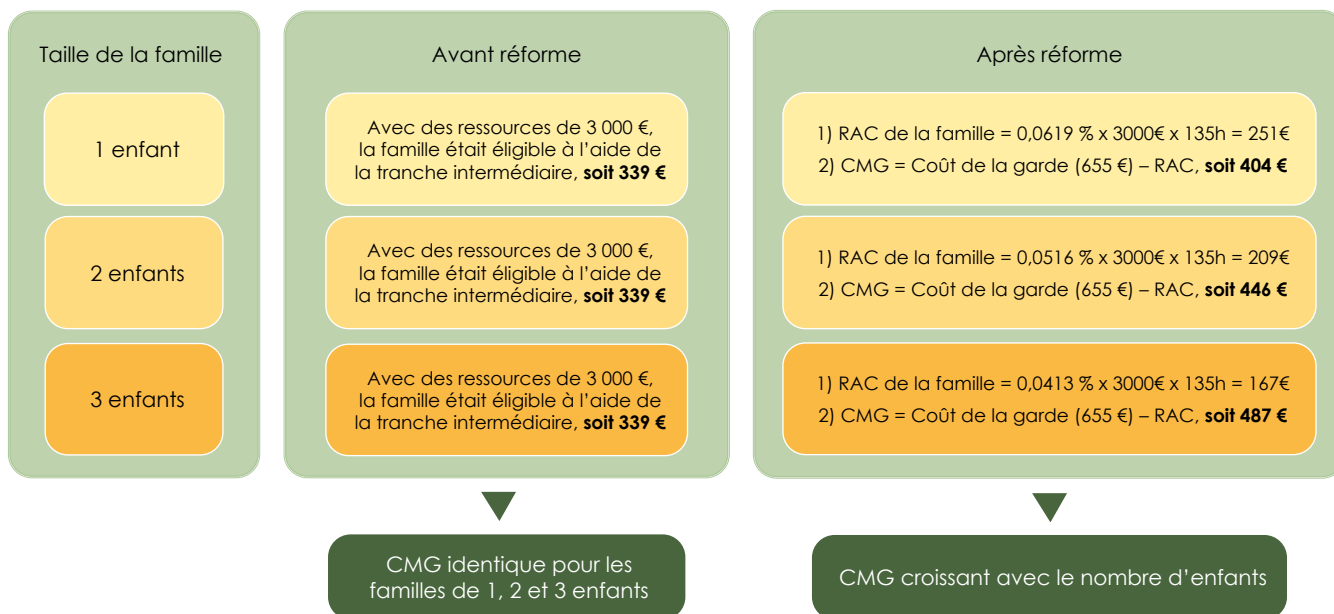 Taille de la famille
1 enfant
2 enfants
3 enfants
Avant réforme
Avec des ressources de 3 000 €,
la famille était éligible à l’aide de
la tranche intermédiaire, soit 339 €
Avec des ressources de 3 000 €,
la famille était éligible à l’aide de
la tranche intermédiaire, soit 339 €
Avec des ressources de 3 000 €,
la famille était éligible à l’aide de
la tranche intermédiaire, soit 339 €
CMG identique pour les
familles de 1, 2 et 3 enfants
Après réforme
1) RAC de la famille = 0,0619 % x 3000€ x 135h = 251€
2) CMG = Coût de la garde (655 €) – RAC, soit 404 €
1) RAC de la famille = 0,0516 % x 3000€ x 135h = 209€
2) CMG = Coût de la garde (655 €) – RAC, soit 446 €
1) RAC de la famille = 0,0413 % x 3000€ x 135h = 167€
2) CMG = Coût de la garde (655 €) – RAC, soit 487 €
CMG croissant avec le nombre d’enfants